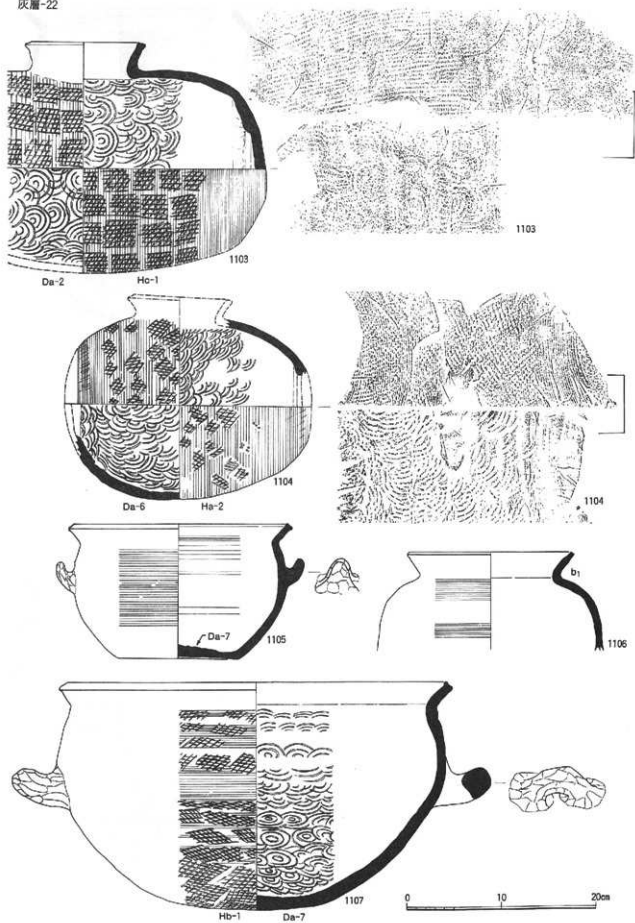 灰層-22
1103
1103
Da-2 Hc-1
1104
1104
Da-6 Ha-2
Da-7
1105
b1
1106
1107
Hb-1 Da-7
0 10 20cm